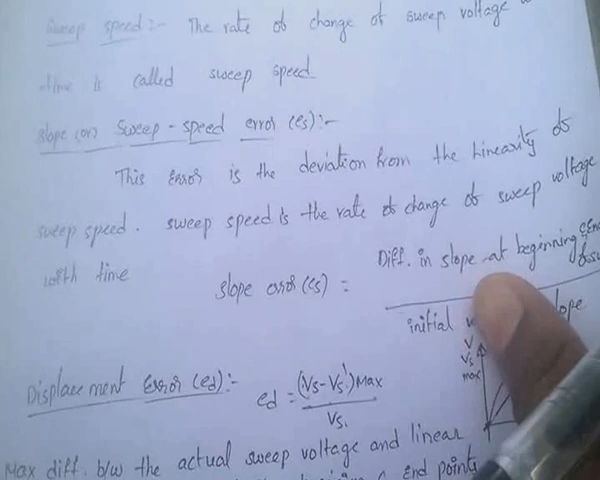 Sweep speed:- The rate of change of sweep voltage
time is called sweep speed
slope (or) Sweep-speed error (es):-
This Error is the deviation from the Linearity of
sweep speed. sweep speed is the rate of change of sweep voltage
with time
slope error (es) = Diff. in slope at beginning & end
initial slope
Displacement Error (ed):- ed = (Vs-Vs')Max
Vs.
V
Vs
max
Max diff. b/w the actual sweep voltage and linear
& end points